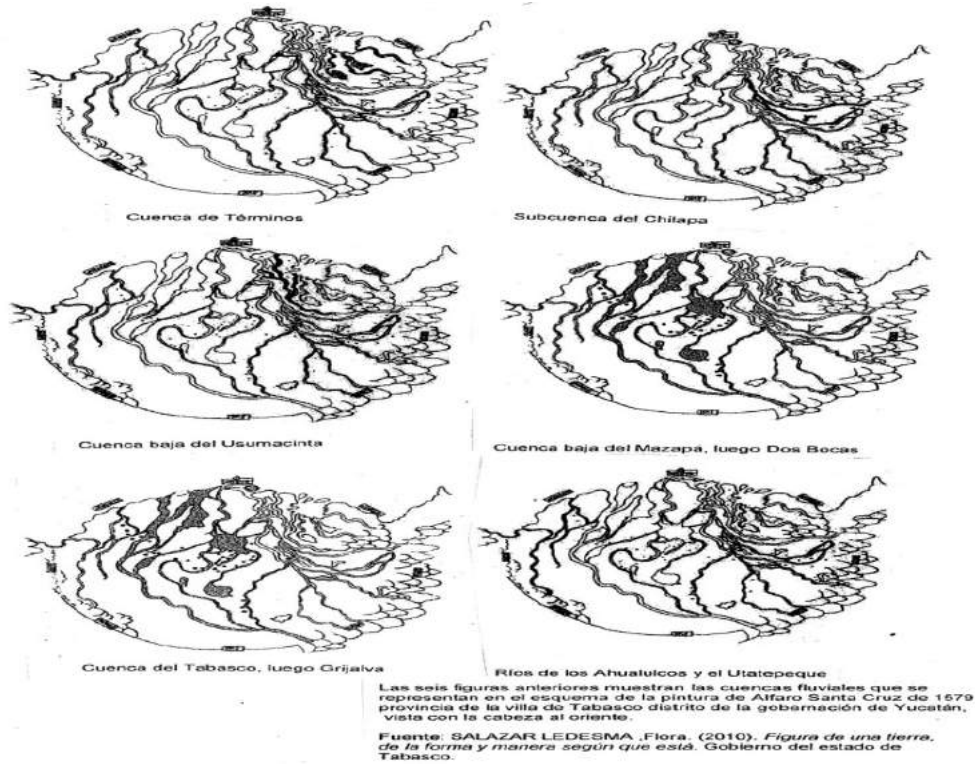 Cuenca de Términos
Subcuenca del Chilapa
Cuenca baja del Usumacinta
Cuenca baja del Mazapá, luego Dos Bocas
Cuenca del Tabasco, luego Grijalva
Ríos de los Ahualulcos y el Utatepeque
Las seis figuras anteriores muestran las cuencas fluviales que se
representan en el esquema de la pintura de Alfaro Santa Cruz de 1579
provincia de la villa de Tabasco distrito de la gobernación de Yucatán,
vista con la cabeza al oriente.
Fuente: SALAZAR LEDESMA ,Flora. (2010). Figura de una tierra,
de la forma y manera según que está. Gobierno del estado de
Tabasco.